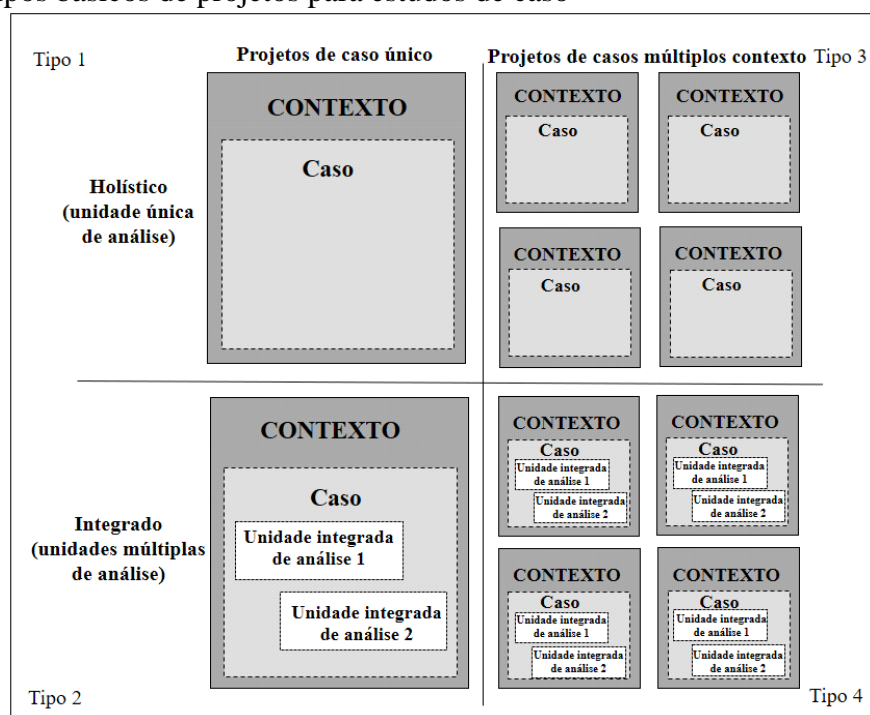 pos básicos de projetos para estudos de caso
Tipo 1
Projetos de caso único
Projetos de casos múltiplos contexto
Tipo 3
Holístico
(unidade única
de análise)
CONTEXTO
Caso
CONTEXTO
Caso
CONTEXTO
Caso
CONTEXTO
Caso
CONTEXTO
Caso
Integrado
(unidades múltiplas
de análise)
CONTEXTO
Caso
Unidade integrada
de análise 1
Unidade integrada
de análise 2
CONTEXTO
Caso
Unidade integrada
de análise 1
Unidade integrada
de análise 2
CONTEXTO
Caso
Unidade integrada
de análise 1
Unidade integrada
de análise 2
CONTEXTO
Caso
Unidade integrada
de análise 1
Unidade integrada
de análise 2
CONTEXTO
Caso
Unidade integrada
de análise 1
Unidade integrada
de análise 2
Tipo 2
Tipo 4